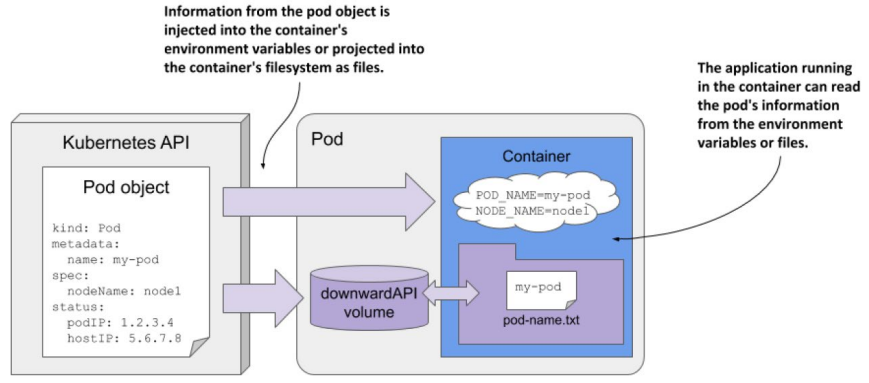 Information from the pod object is
injected into the container's
environment variables or projected into
the container's filesystem as files.
The application running
in the container can read
the pod's information
from the environment
variables or files.
Kubernetes API
Pod object
kind: Pod
metadata:
  name: my-pod
spec:
  nodeName: node1
status:
  podIP: 1.2.3.4
  hostIP: 5.6.7.8
Pod
Container
POD_NAME=my-pod
NODE_NAME=node1
downwardAPI
volume
my-pod
pod-name.txt